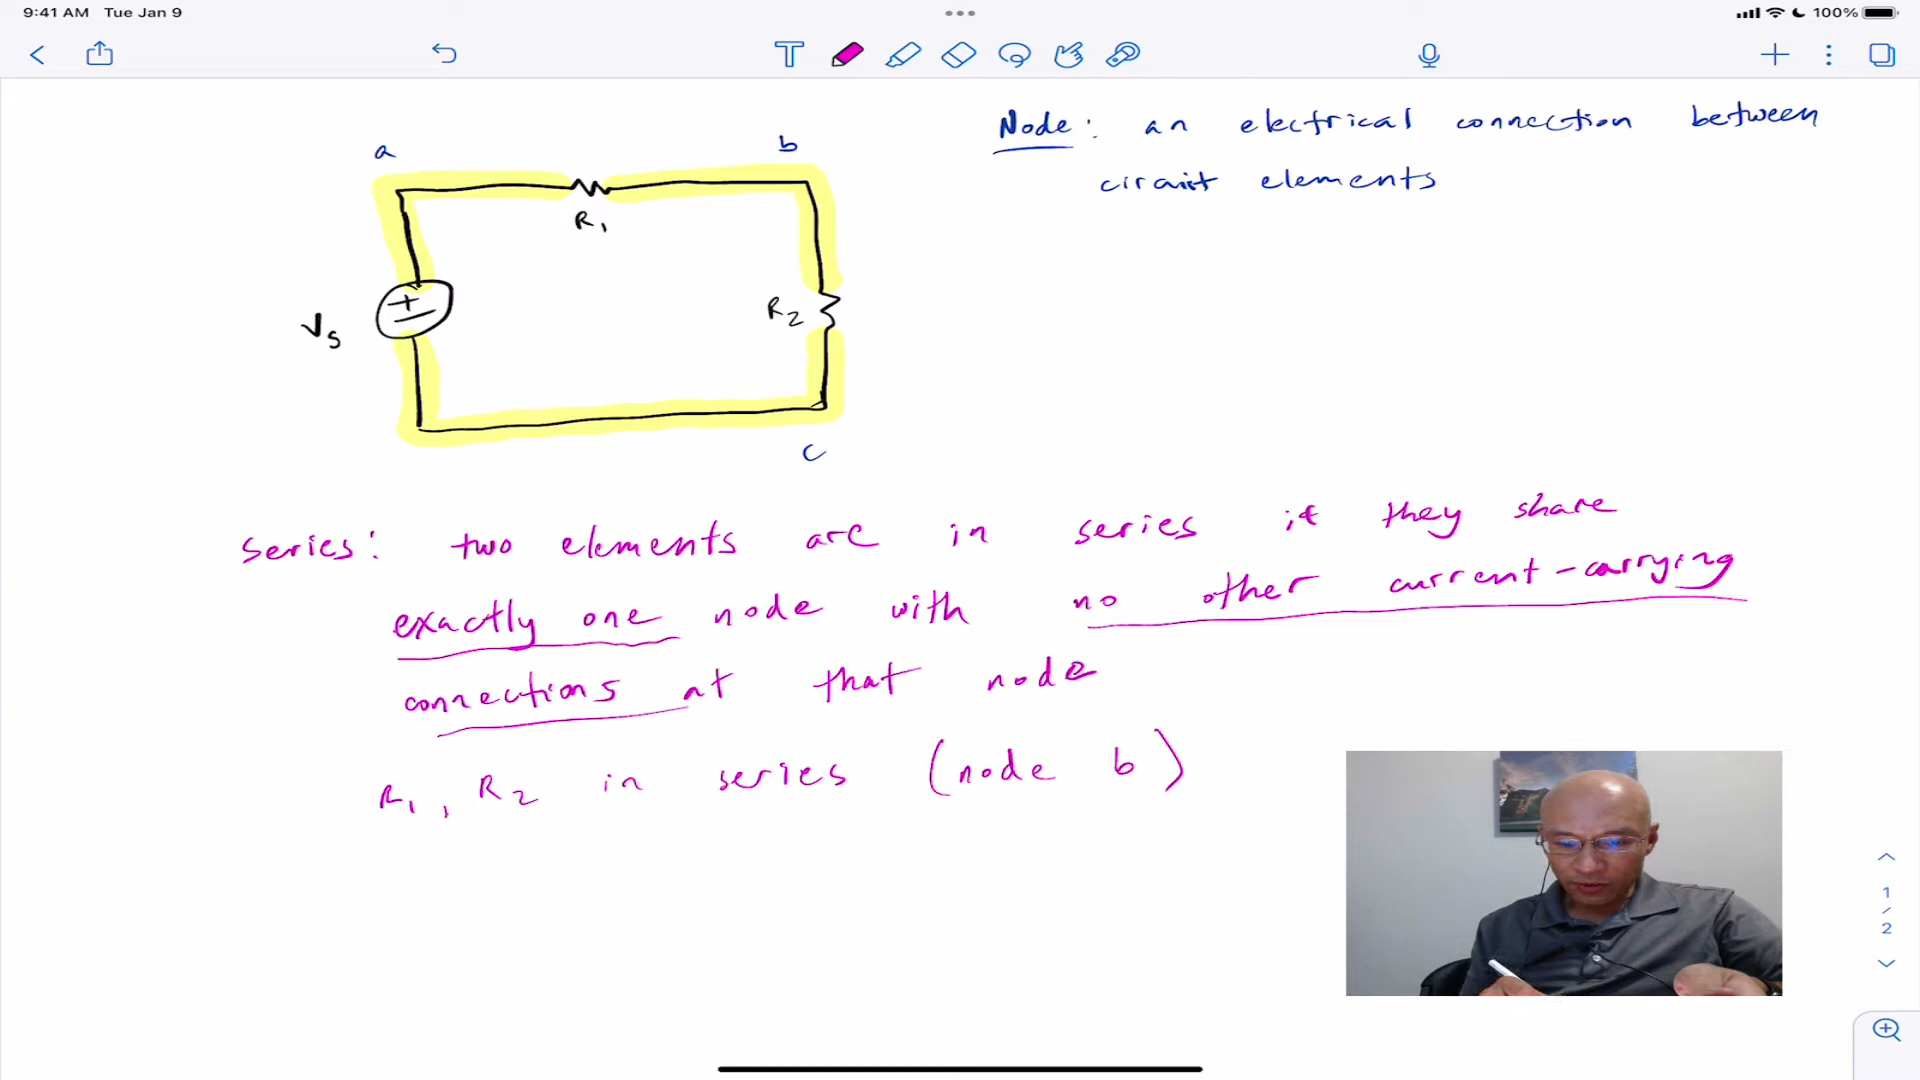 9:41 AM Tue Jan 9
100%
Node: an electrical connection between
circuit elements
a
b
R1
Vs
+
R2
c
Series: two elements are in series if they share
exactly one node with no other current-carrying
connections at that node
R1, R2 in series (node b)
1
/
2